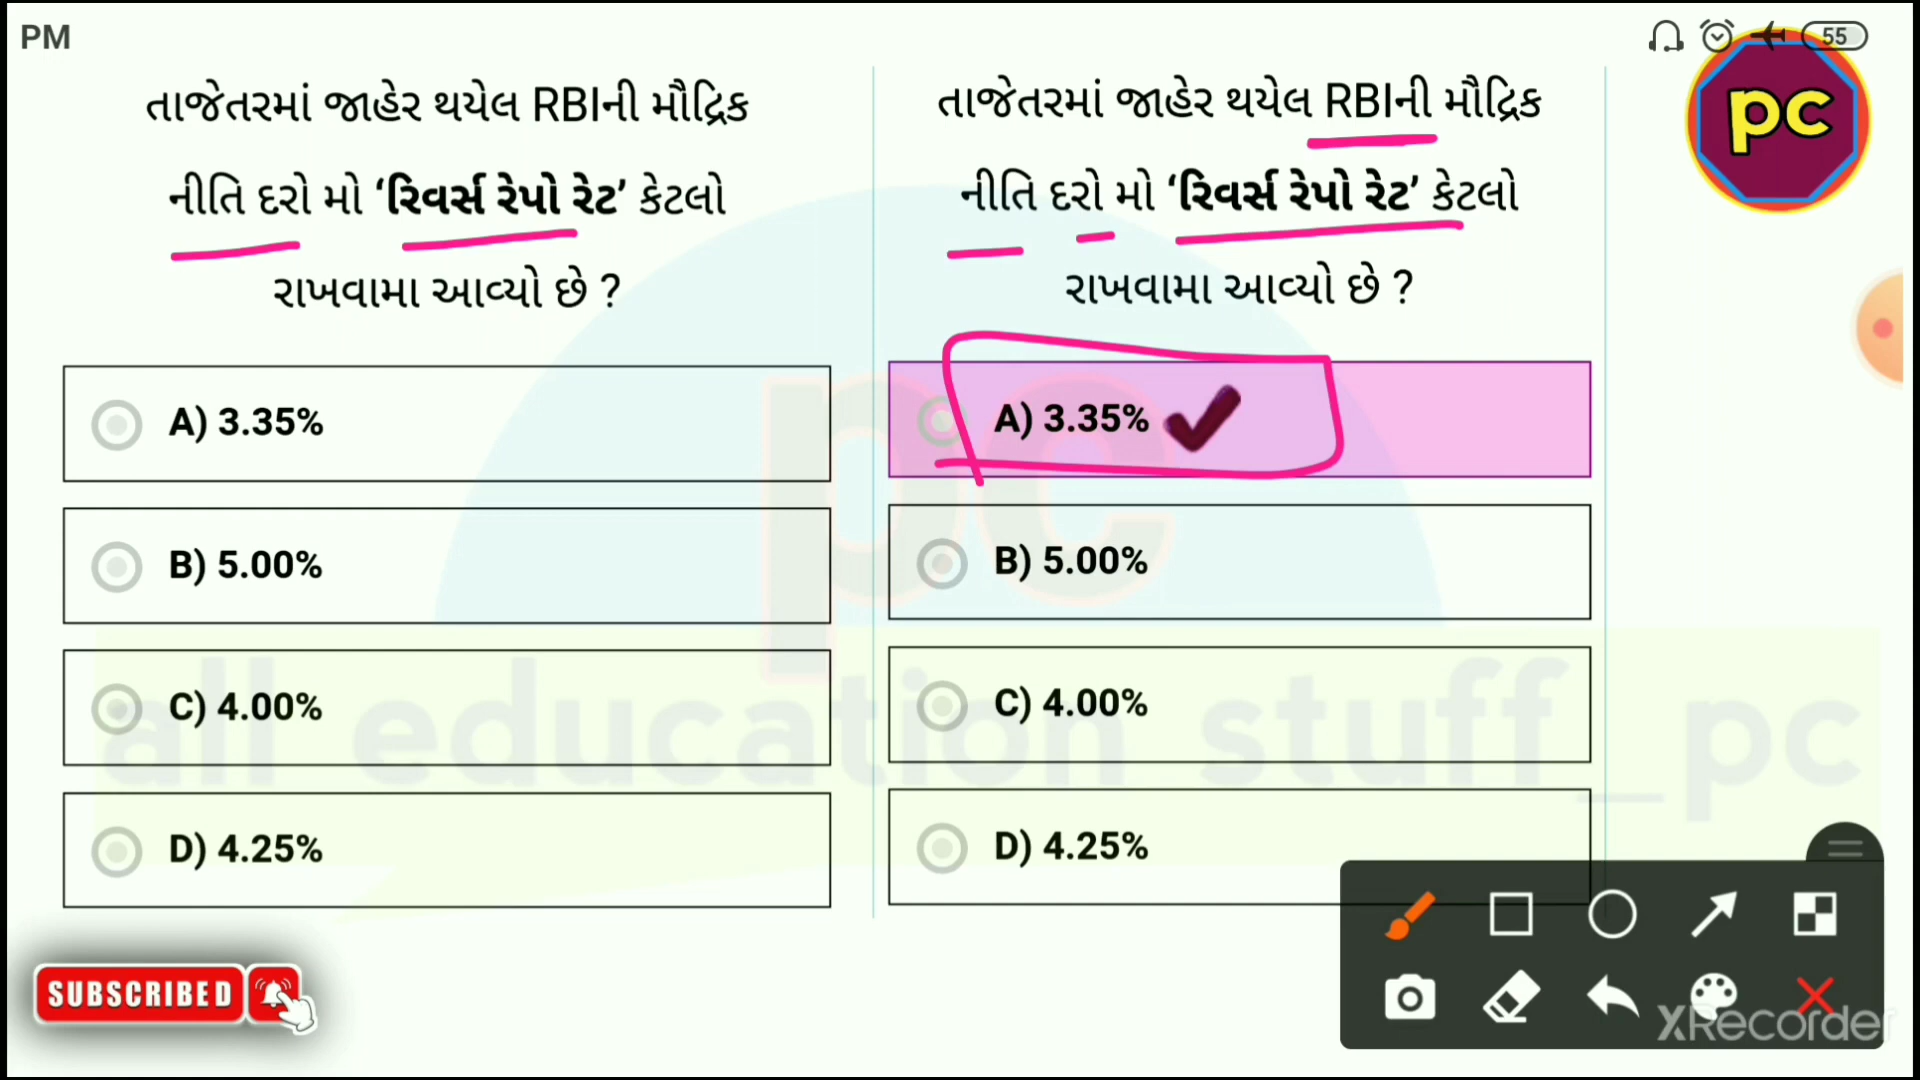 PM
55
pc
તાજેતરમાં જાહેર થયેલ RBIની મૌદ્રિક
નીતિ દરો મો ‘રિવર્સ રેપો રેટ’ કેટલો
રાખવામા આવ્યો છે ?
A) 3.35%
B) 5.00%
C) 4.00%
D) 4.25%
તાજેતરમાં જાહેર થયેલ RBIની મૌદ્રિક
નીતિ દરો મો ‘રિવર્સ રેપો રેટ’ કેટલો
રાખવામા આવ્યો છે ?
A) 3.35%
B) 5.00%
C) 4.00%
D) 4.25%
pc
all education stuff_pc
SUBSCRIBED
XRecorder